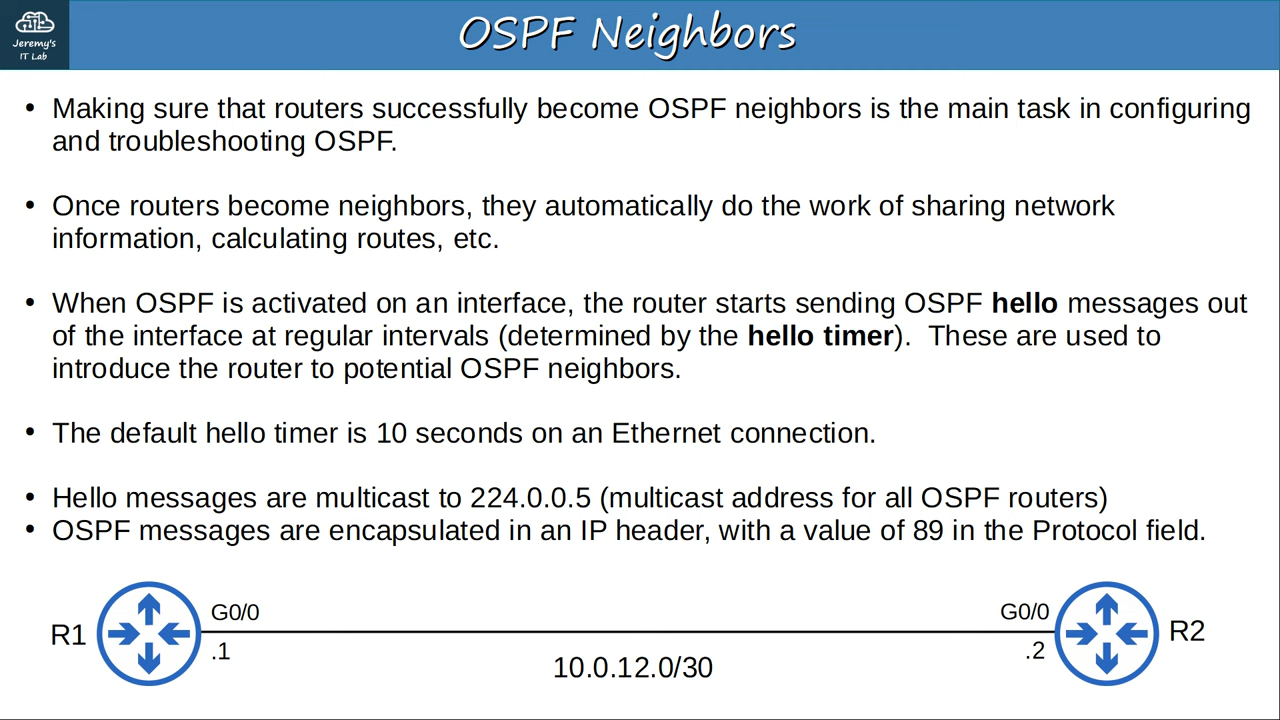 Jeremy's
IT Lab
OSPF Neighbors
• Making sure that routers successfully become OSPF neighbors is the main task in configuring
and troubleshooting OSPF.
• Once routers become neighbors, they automatically do the work of sharing network
information, calculating routes, etc.
• When OSPF is activated on an interface, the router starts sending OSPF hello messages out
of the interface at regular intervals (determined by the hello timer).  These are used to
introduce the router to potential OSPF neighbors.
• The default hello timer is 10 seconds on an Ethernet connection.
• Hello messages are multicast to 224.0.0.5 (multicast address for all OSPF routers)
• OSPF messages are encapsulated in an IP header, with a value of 89 in the Protocol field.
R1
G0/0
.1
10.0.12.0/30
G0/0
.2
R2